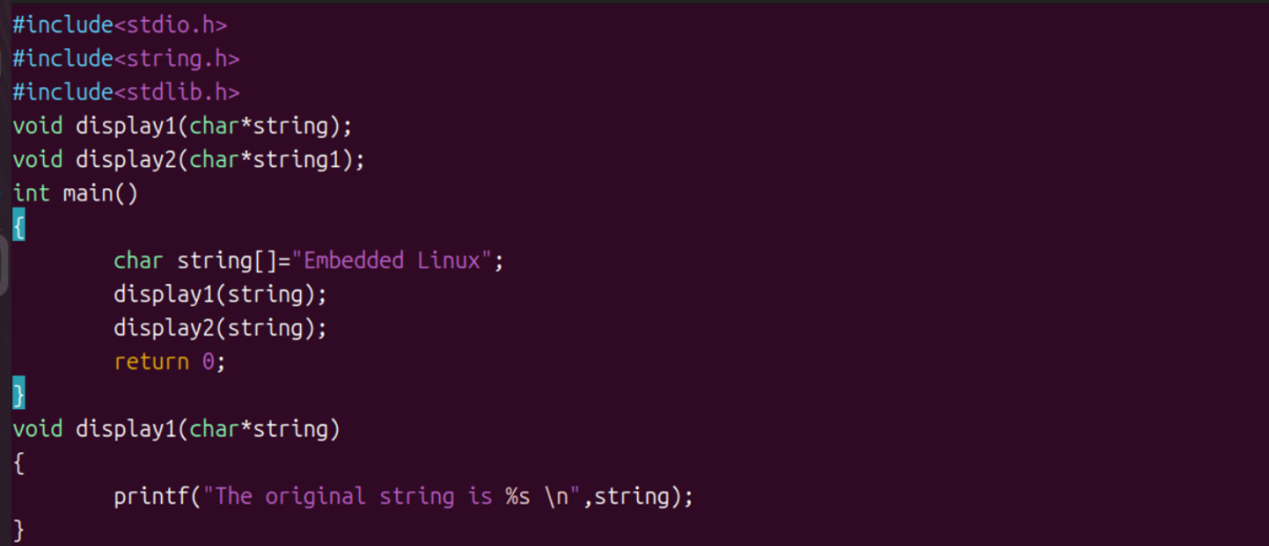 #include<stdio.h>
#include<string.h>
#include<stdlib.h>
void display1(char*string);
void display2(char*string1);
int main()
{
        char string[]="Embedded Linux";
        display1(string);
        display2(string);
        return 0;
}
void display1(char*string)
{
        printf("The original string is %s \n",string);
}